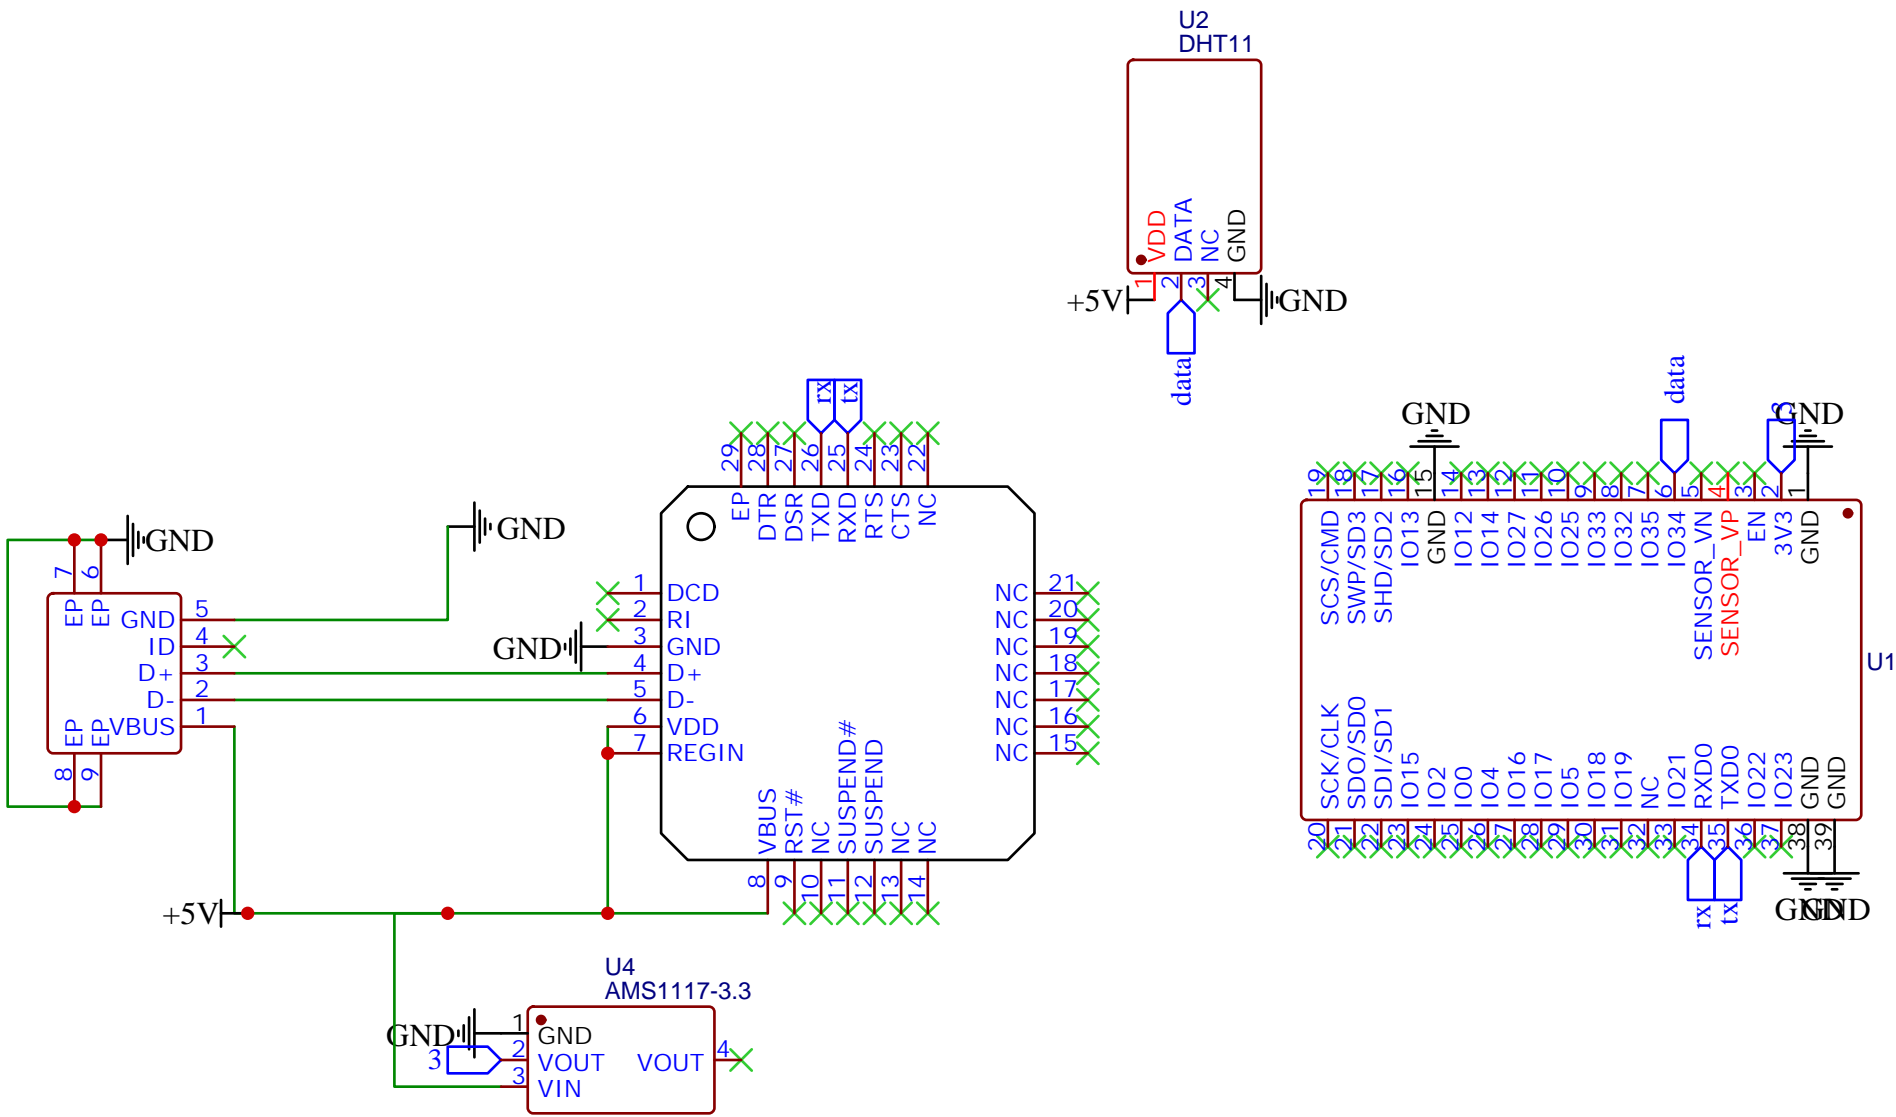 U2
DHT11
VDD
DATA
NC
GND
1
2
3
4
+5V
GND
data
rx
tx
29
28
27
26
25
24
23
22
EP
DTR
DSR
TXD
RXD
RTS
CTS
NC
1 DCD
2 RI
GND 3 GND
4 D+
5 D-
6 VDD
7 REGIN
NC 21
NC 20
NC 19
NC 18
NC 17
NC 16
NC 15
VBUS
RST#
NC
SUSPEND#
SUSPEND
NC
NC
8
9
10
11
12
13
14
GND
GND
7
6
EP
EP
GND 5
ID 4
D+ 3
D- 2
VBUS 1
EP
EP
8
9
+5V
U4
AMS1117-3.3
GND 1 GND
3 2 VOUT
3 VIN
VOUT 4
data
GND
3
GND
19
18
17
16
15
14
13
12
11
10
9
8
7
6
5
4
3
2
1
SCS/CMD
SWP/SD3
SHD/SD2
IO13
GND
IO12
IO14
IO27
IO26
IO25
IO33
IO32
IO35
IO34
SENSOR_VN
SENSOR_VP
EN
3V3
GND
U1
SCK/CLK
SDO/SD0
SDI/SD1
IO15
IO2
IO0
IO4
IO16
IO17
IO5
IO18
IO19
NC
IO21
RXD0
TXD0
IO22
IO23
GND
GND
20
21
22
23
24
25
26
27
28
29
30
31
32
33
34
35
36
37
38
39
rx
tx
GND
GND